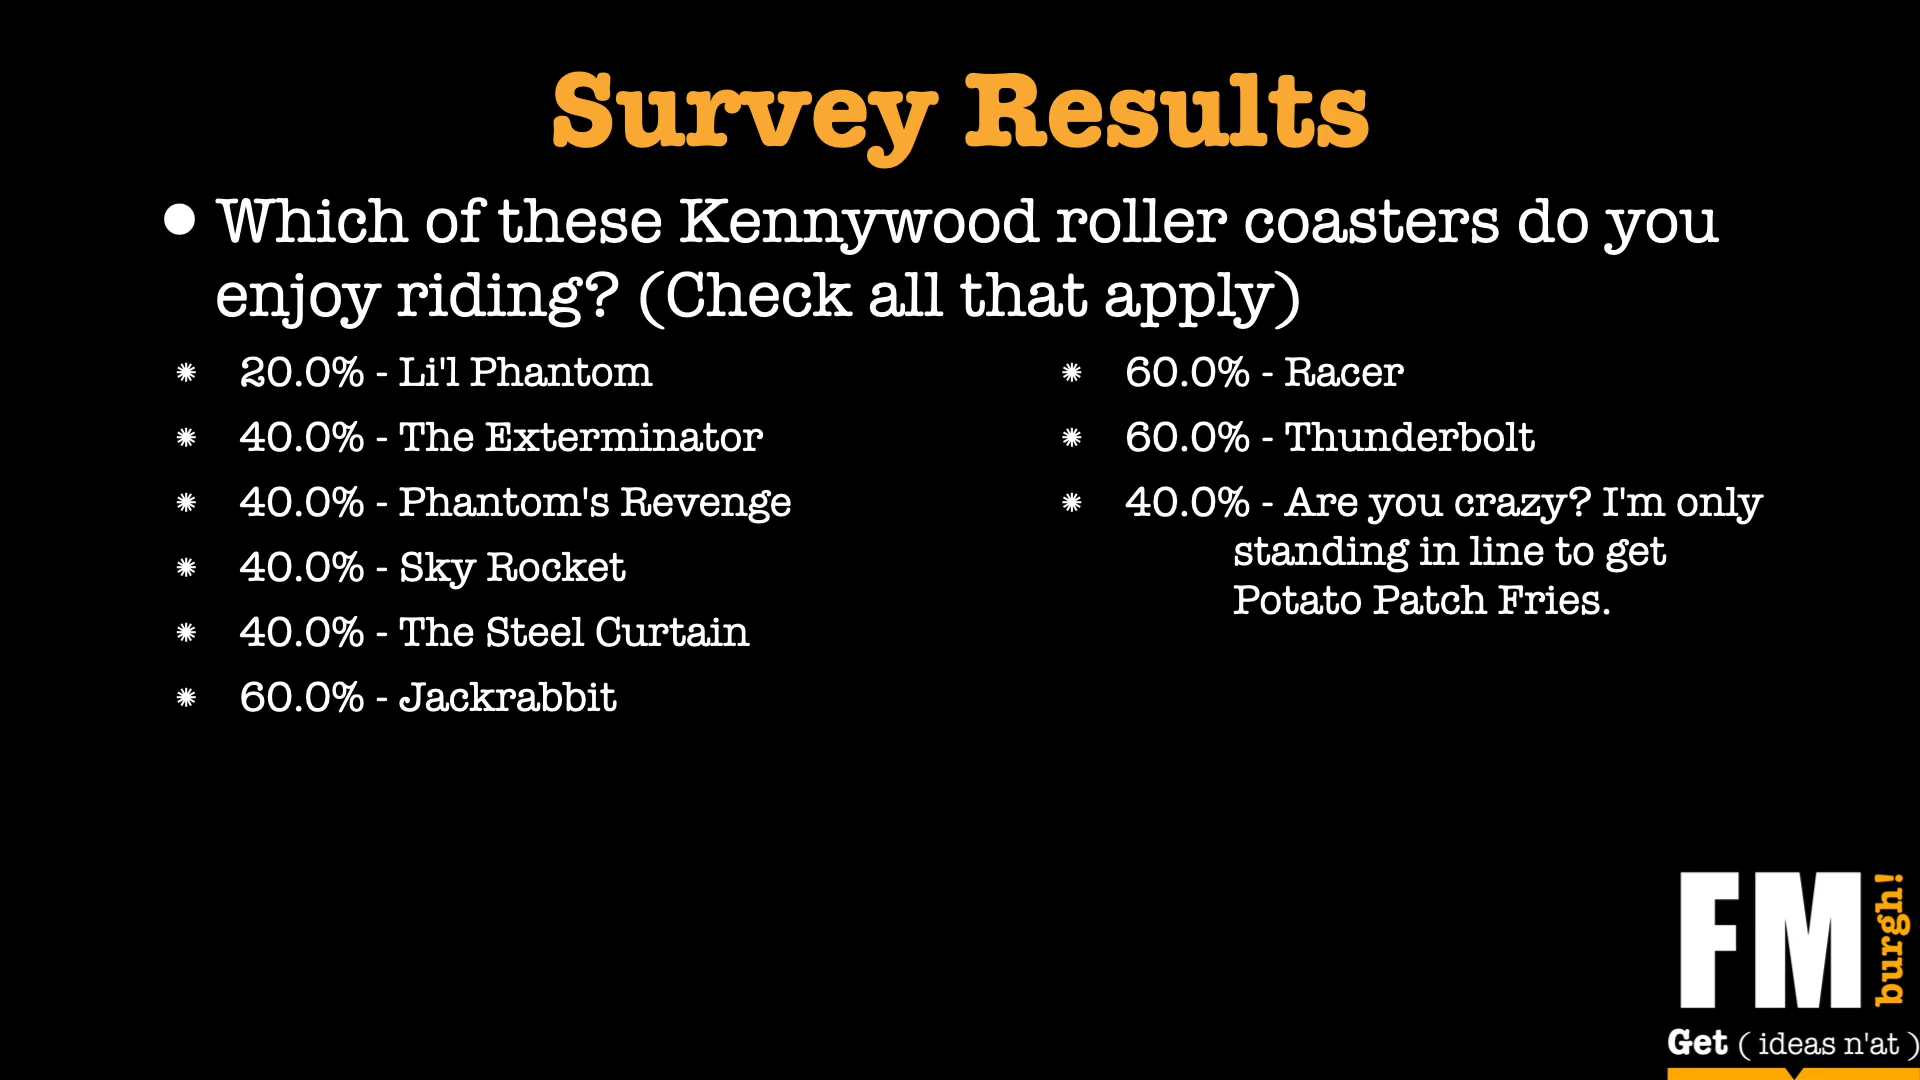 Survey Results
● Which of these Kennywood roller coasters do you
enjoy riding? (Check all that apply)
✺ 20.0% - Li'l Phantom
✺ 40.0% - The Exterminator
✺ 40.0% - Phantom's Revenge
✺ 40.0% - Sky Rocket
✺ 40.0% - The Steel Curtain
✺ 60.0% - Jackrabbit
✺ 60.0% - Racer
✺ 60.0% - Thunderbolt
✺ 40.0% - Are you crazy? I'm only
standing in line to get
Potato Patch Fries.
FM
burgh!
Get ( ideas n'at )